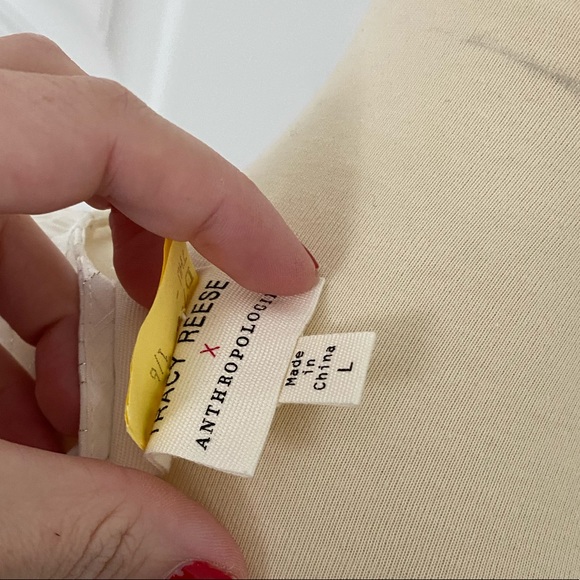 TRACY REESE
X
ANTHROPOLOGIE
Made
in
China
L